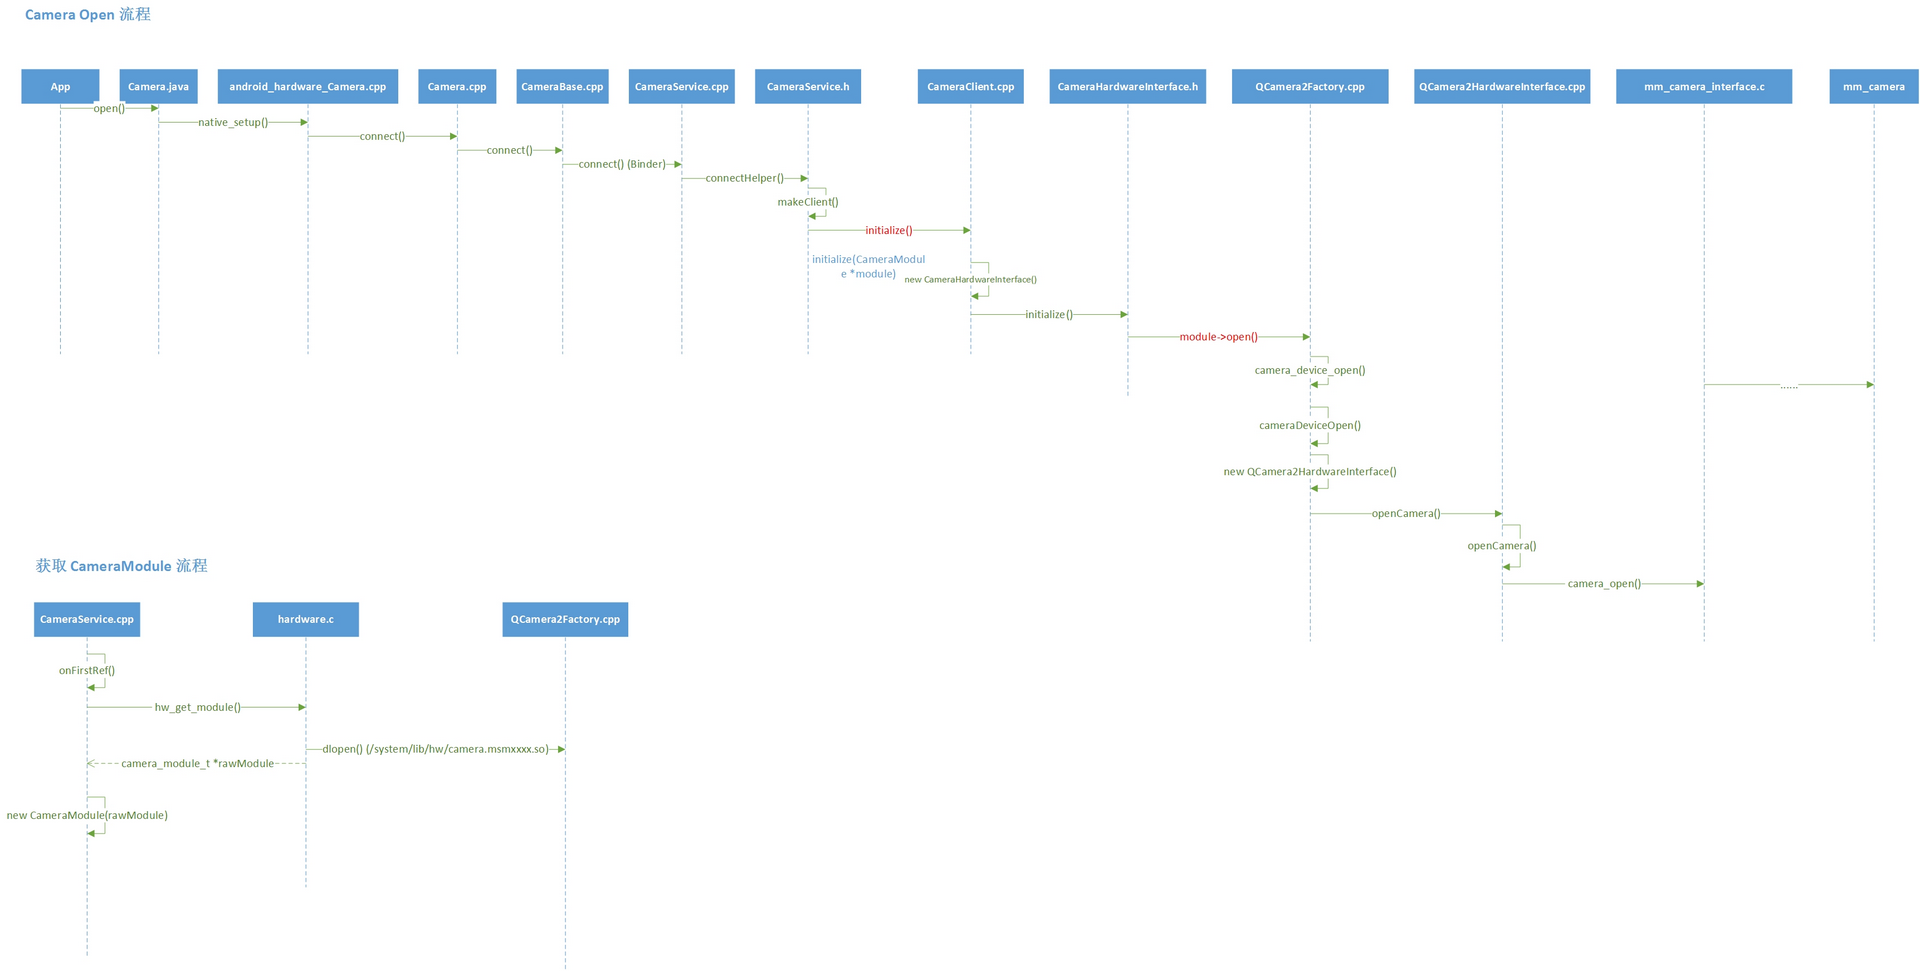 Camera Open 流程
App
Camera.java
android_hardware_Camera.cpp
Camera.cpp
CameraBase.cpp
CameraService.cpp
CameraService.h
CameraClient.cpp
CameraHardwareInterface.h
QCamera2Factory.cpp
QCamera2HardwareInterface.cpp
mm_camera_interface.c
mm_camera
open()
native_setup()
connect()
connect()
connect() (Binder)
connectHelper()
makeClient()
initialize()
initialize(CameraModul
e *module)
new CameraHardwareInterface()
initialize()
module->open()
camera_device_open()
......
cameraDeviceOpen()
new QCamera2HardwareInterface()
openCamera()
openCamera()
camera_open()
获取 CameraModule 流程
CameraService.cpp
hardware.c
QCamera2Factory.cpp
onFirstRef()
hw_get_module()
dlopen() (/system/lib/hw/camera.msmxxxx.so)
camera_module_t *rawModule
new CameraModule(rawModule)